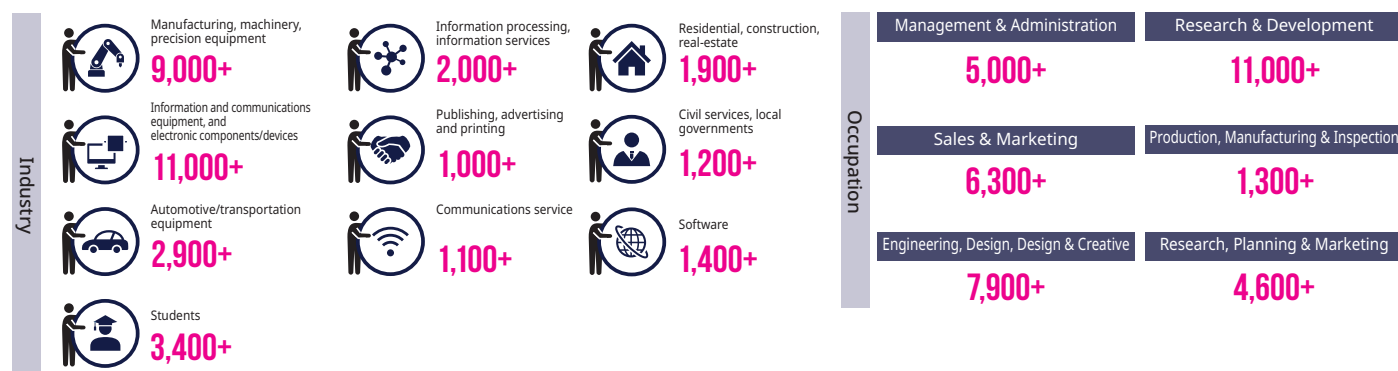 Industry
Manufacturing, machinery,
precision equipment
9,000+
Information and communications
equipment, and
electronic components/devices
11,000+
Automotive/transportation
equipment
2,900+
Students
3,400+
Information processing,
information services
2,000+
Publishing, advertising
and printing
1,000+
Communications service
1,100+
Residential, construction,
real-estate
1,900+
Civil services, local
governments
1,200+
Software
1,400+
Occupation
Management & Administration
5,000+
Research & Development
11,000+
Sales & Marketing
6,300+
Production, Manufacturing & Inspection
1,300+
Engineering, Design, Design & Creative
7,900+
Research, Planning & Marketing
4,600+